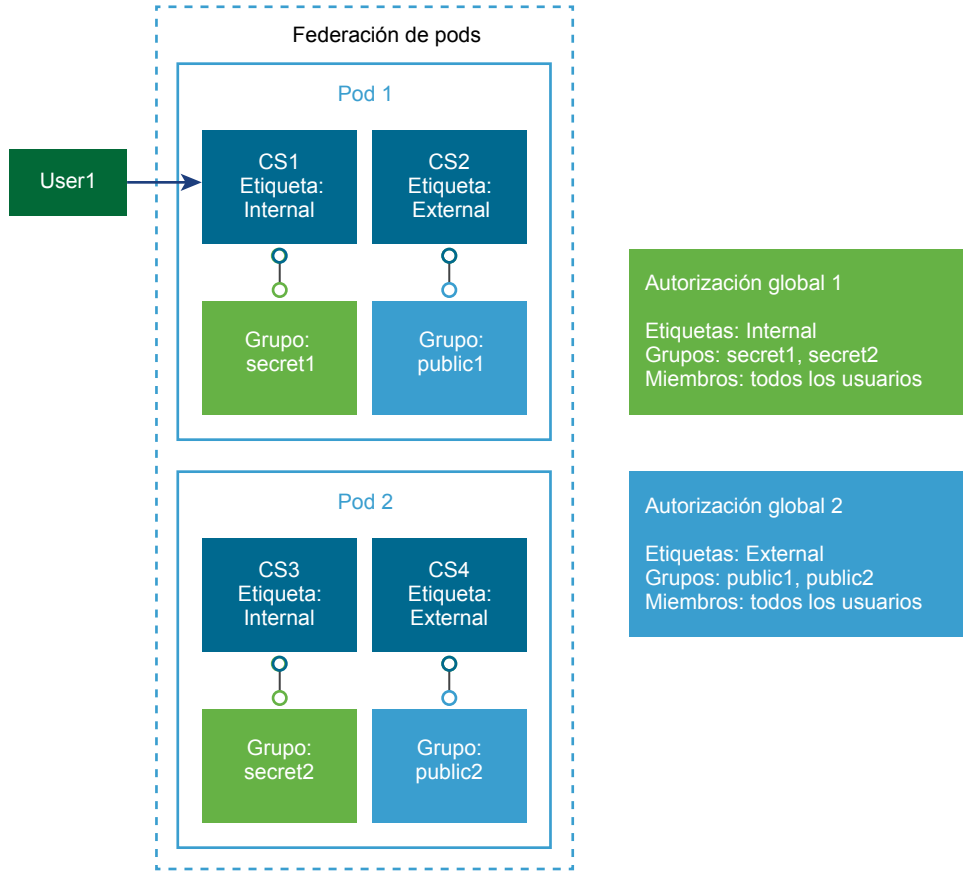 Federación de pods
Pod 1
User1
CS1
Etiqueta:
Internal
CS2
Etiqueta:
External
Grupo:
secret1
Grupo:
public1
Pod 2
CS3
Etiqueta:
Internal
CS4
Etiqueta:
External
Grupo:
secret2
Grupo:
public2
Autorización global 1
Etiquetas: Internal
Grupos: secret1, secret2
Miembros: todos los usuarios
Autorización global 2
Etiquetas: External
Grupos: public1, public2
Miembros: todos los usuarios